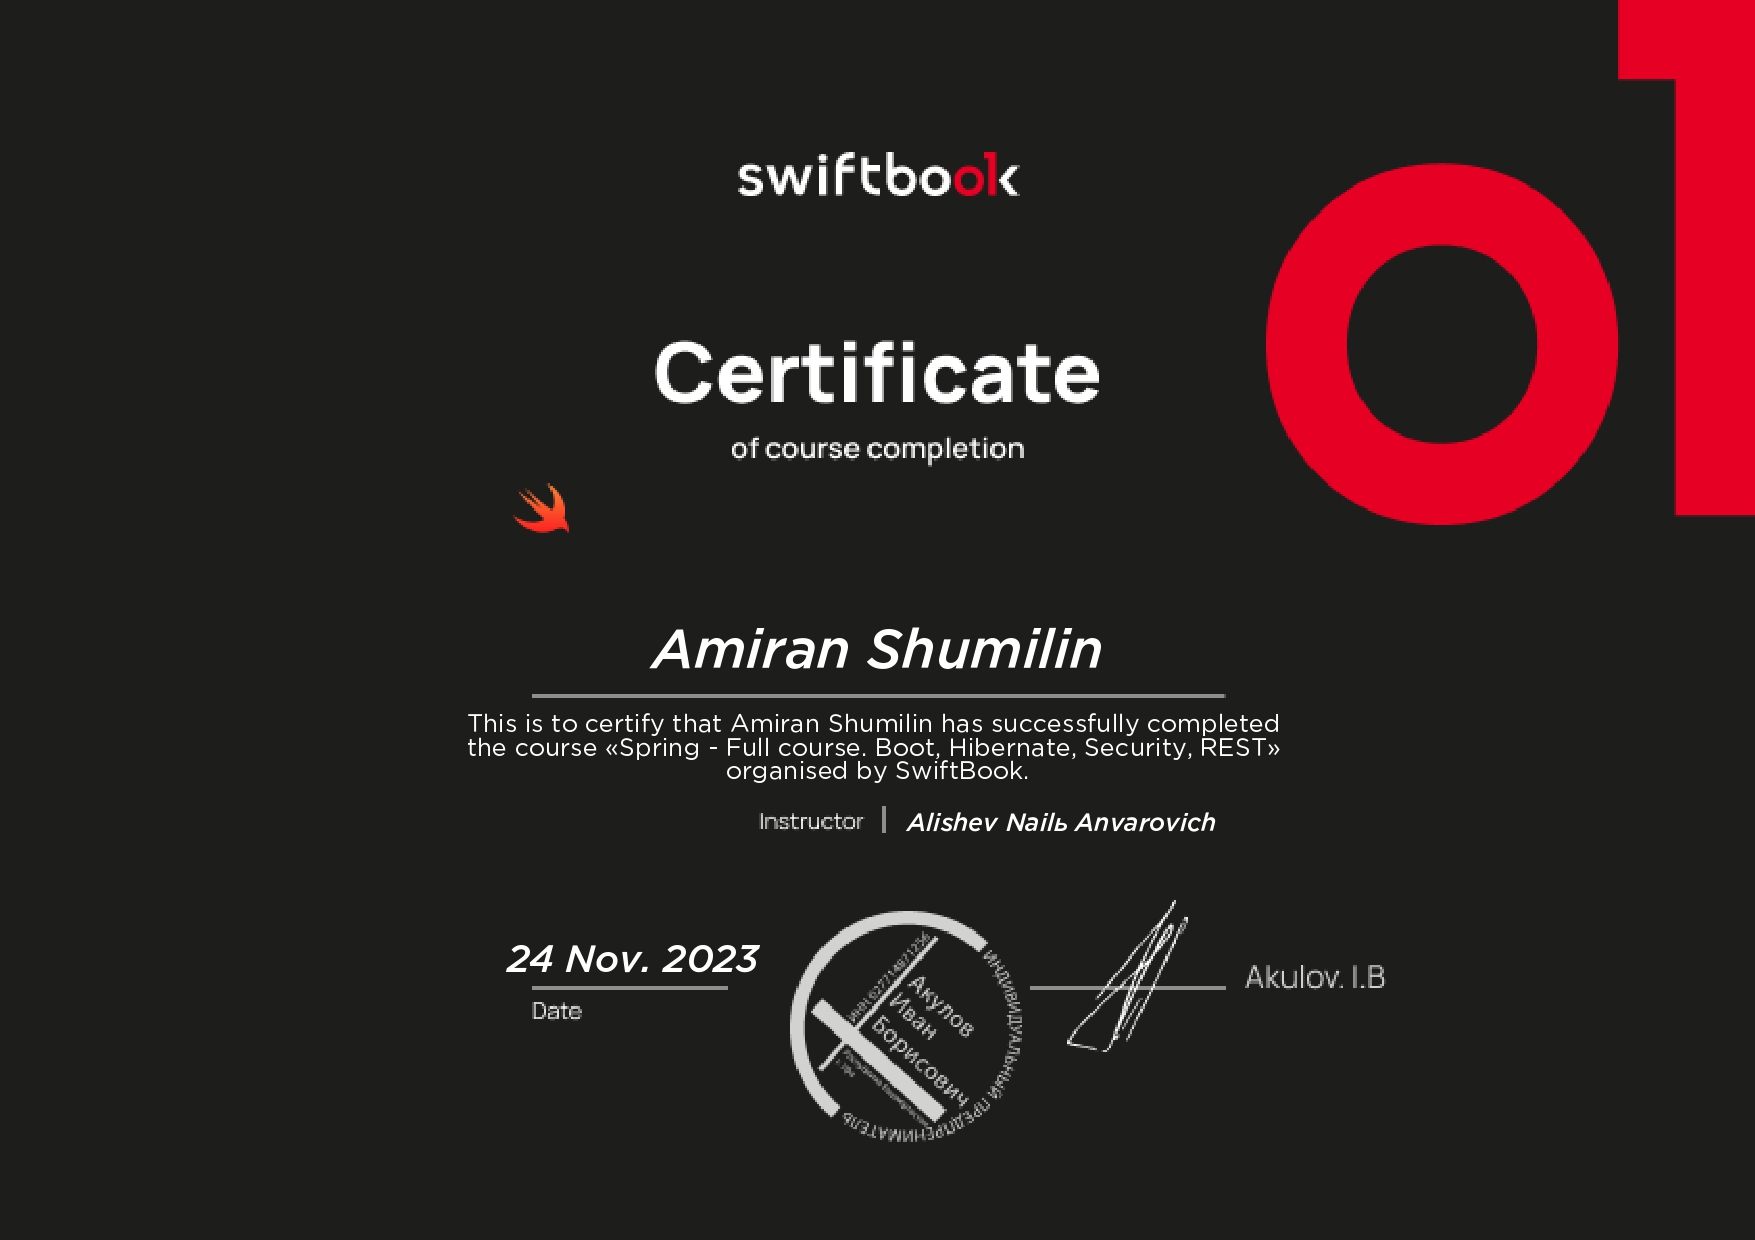 swiftbook
Certificate
of course completion
Amiran Shumilin
This is to certify that Amiran Shumilin has successfully completed
the course «Spring - Full course. Boot, Hibernate, Security, REST»
organised by SwiftBook.
Instructor | Alishev Nailь Anvarovich
24 Nov. 2023
Date
ИНН 627714971256
Акулов
Иван
Борисович
ИНДИВИДУАЛЬНЫЙ ПРЕДПРИНИМАТЕЛЬ
Akulov. I.B